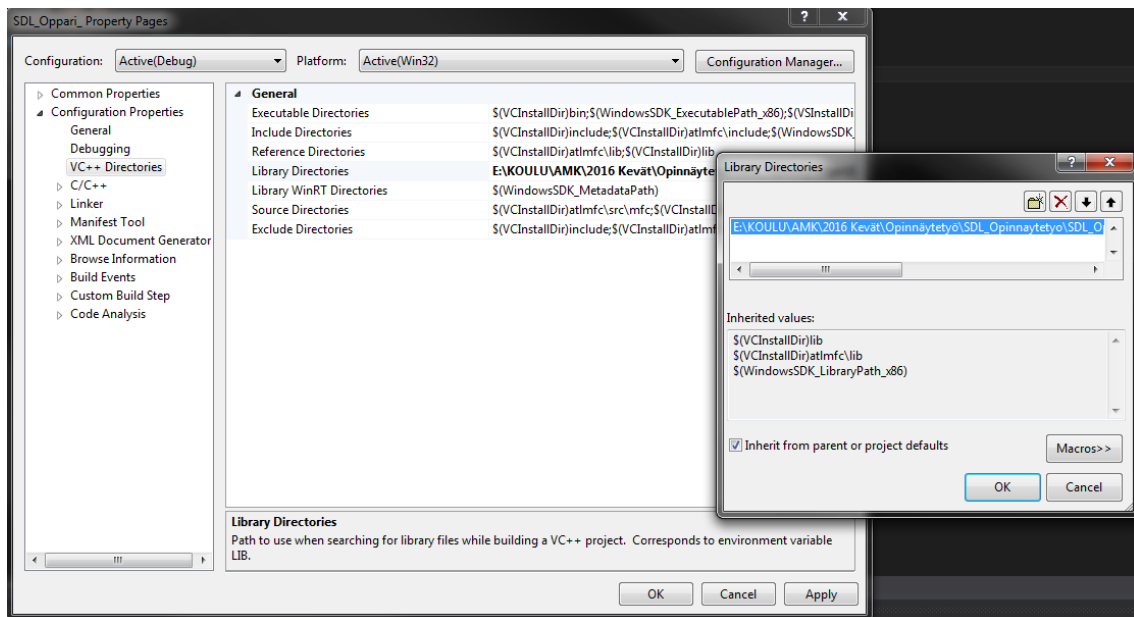 SDL_Oppari_ Property Pages
Configuration: Active(Debug) Platform: Active(Win32) Configuration Manager...
Common Properties
Configuration Properties
General
Debugging
VC++ Directories
C/C++
Linker
Manifest Tool
XML Document Generator
Browse Information
Build Events
Custom Build Step
Code Analysis
General
Executable Directories $(VCInstallDir)bin;$(WindowsSDK_ExecutablePath_x86);$(VSInstallDi
Include Directories $(VCInstallDir)include;$(VCInstallDir)atlmfc\include;$(WindowsSDK_
Reference Directories $(VCInstallDir)atlmfc\lib;$(VCInstallDir)lib
Library Directories E:\KOULU\AMK\2016 Kevät\Opinnäyte
Library WinRT Directories $(WindowsSDK_MetadataPath)
Source Directories $(VCInstallDir)atlmfc\src\mfc;$(VCInstallD
Exclude Directories $(VCInstallDir)include;$(VCInstallDir)atlmf
Library Directories
Path to use when searching for library files while building a VC++ project. Corresponds to environment variable
LIB.
OK Cancel Apply
Library Directories
E:\KOULU\AMK\2016 Kevät\Opinnäytetyö\SDL_Opinnaytetyo\SDL_O
Inherited values:
$(VCInstallDir)lib
$(VCInstallDir)atlmfc\lib
$(WindowsSDK_LibraryPath_x86)
Inherit from parent or project defaults
Macros>>
OK Cancel